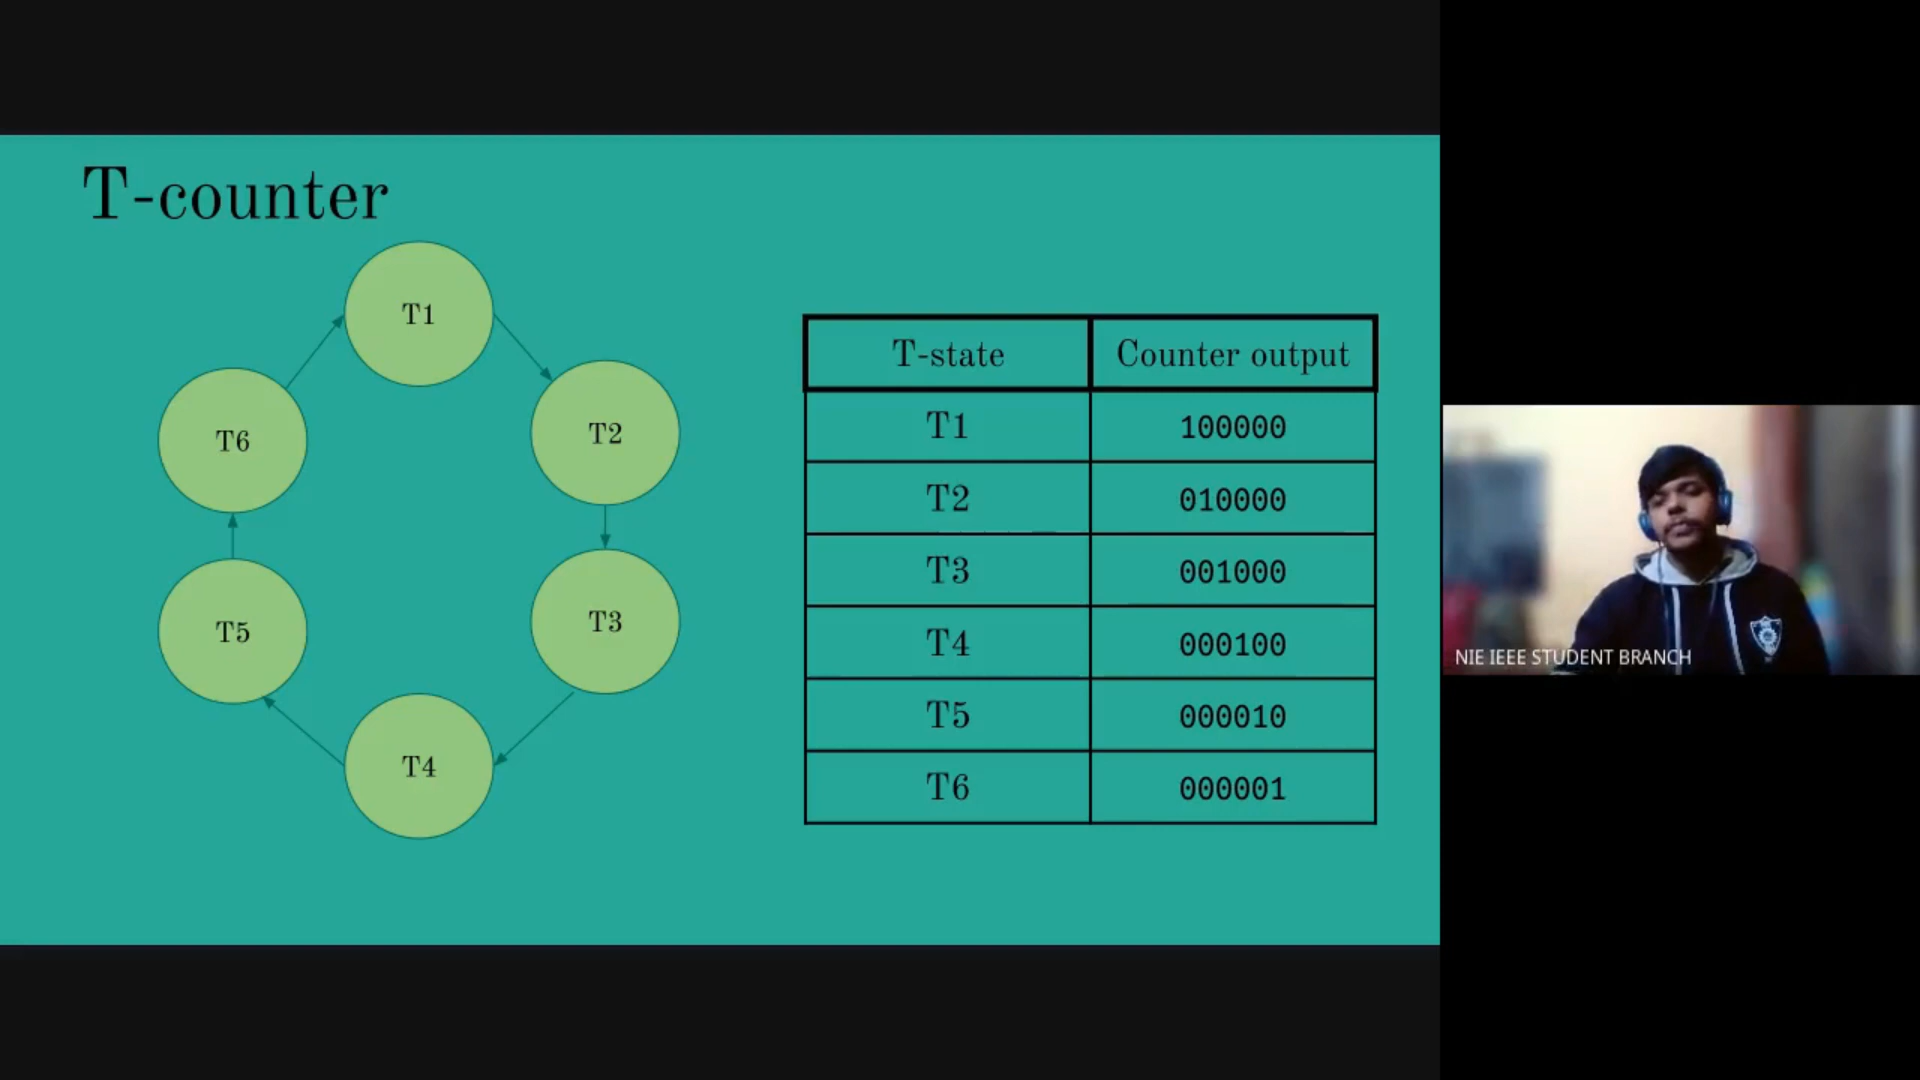 T-counter
T1
T2
T3
T4
T5
T6
T-state Counter output
T1 100000
T2 010000
T3 001000
T4 000100
T5 000010
T6 000001
NIE IEEE STUDENT BRANCH